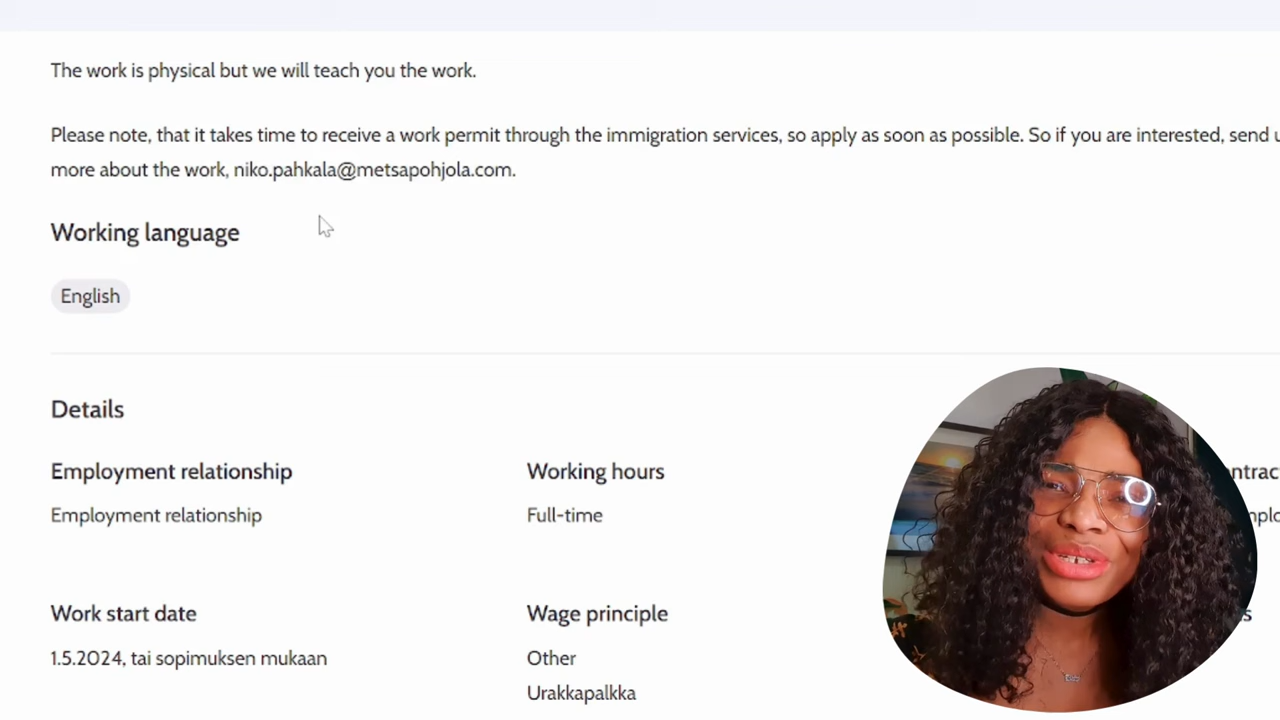 The work is physical but we will teach you the work.
Please note, that it takes time to receive a work permit through the immigration services, so apply as soon as possible. So if you are interested, send
more about the work, niko.pahkala@metsapohjola.com.
Working language
English
Details
Employment relationship
Working hours
Employment relationship
Full-time
Work start date
Wage principle
1.5.2024, tai sopimuksen mukaan
Other
Urakkapalkka